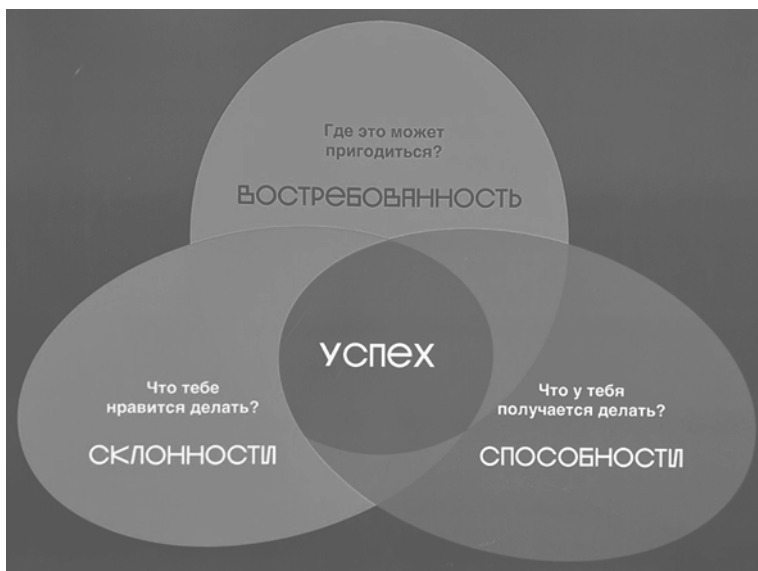 Где это может
пригодиться?
ВОСТРЕБОВАННОСТЬ
УСПЕХ
Что тебе
нравится делать?
СКЛОННОСТИ
Что у тебя
получается делать?
СПОСОБНОСТИ